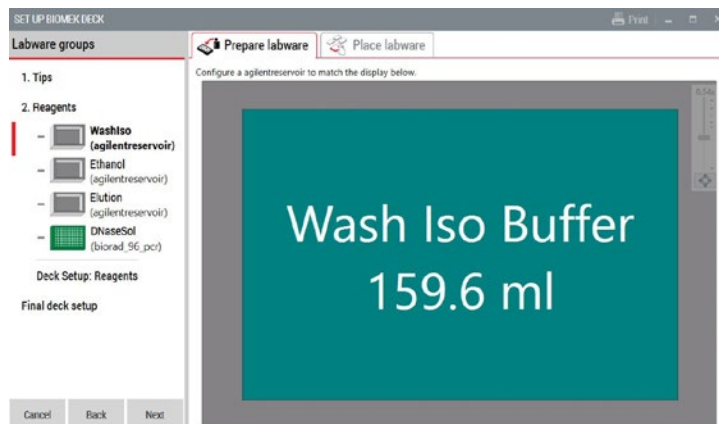 SET UP BIOMEK DECK
Print
Labware groups
Prepare labware
Place labware
Configure a agilentreservoir to match the display below.
1. Tips
2. Reagents
WashIso
(agilentreservoir)
Ethanol
(agilentreservoir)
Elution
(agilentreservoir)
DNaseSol
(biorad_96_pcr)
Deck Setup: Reagents
Final deck setup
0.54x
Wash Iso Buffer
159.6 ml
Cancel
Back
Next